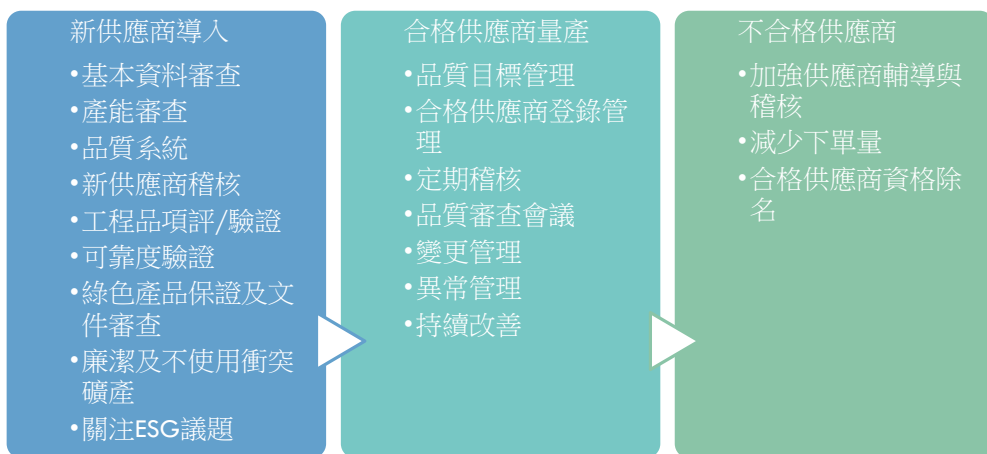 新供應商導入
•基本資料審查
•產能審查
•品質系統
•新供應商稽核
•工程品項評/驗證
•可靠度驗證
•綠色產品保證及文
件審查
•廉潔及不使用衝突
礦產
•關注ESG議題
合格供應商量產
•品質目標管理
•合格供應商登錄管
理
•定期稽核
•品質審查會議
•變更管理
•異常管理
•持續改善
不合格供應商
•加強供應商輔導與
稽核
•減少下單量
•合格供應商資格除
名